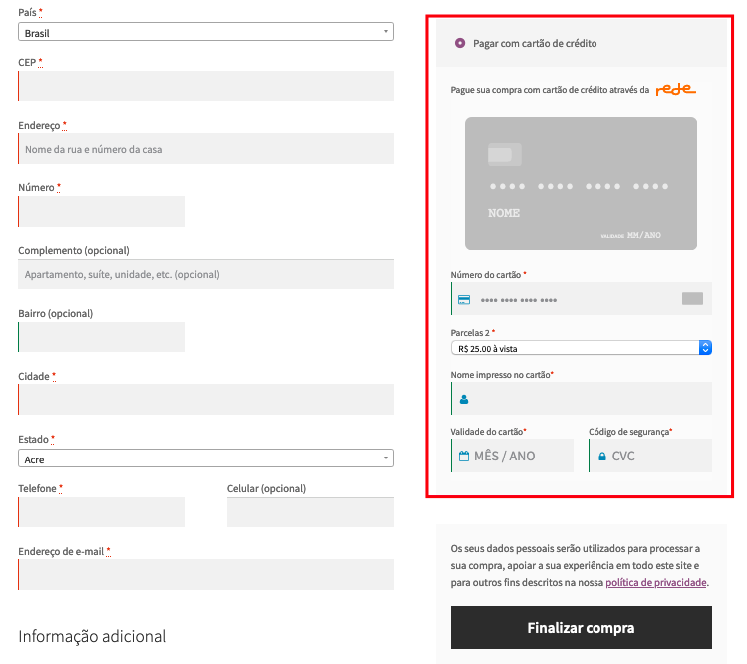 País *
Brasil
CEP *
Endereço *
Nome da rua e número da casa
Número *
Complemento (opcional)
Apartamento, suíte, unidade, etc. (opcional)
Bairro (opcional)
Cidade *
Estado *
Acre
Telefone *
Celular (opcional)
Endereço de e-mail *
Informação adicional
Pagar com cartão de crédito
Pague sua compra com cartão de crédito através da rede
•••• •••• •••• ••••
NOME
VALIDADE MM/ANO
Número do cartão *
•••• •••• •••• ••••
Parcelas 2 *
R$ 25.00 à vista
Nome impresso no cartão*
Validade do cartão*
MÊS / ANO
Código de segurança*
CVC
Os seus dados pessoais serão utilizados para processar a
sua compra, apoiar a sua experiência em todo este site e
para outros fins descritos na nossa política de privacidade.
Finalizar compra